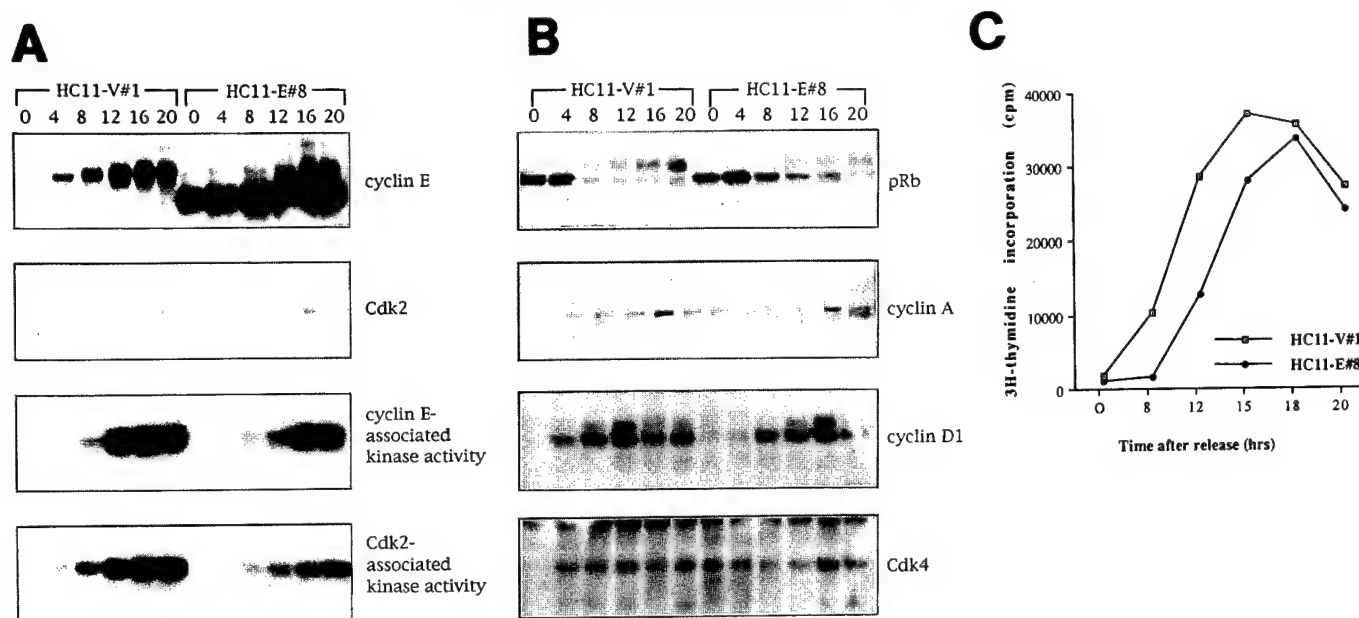 A
HC11-V#1 HC11-E#8
0 4 8 12 16 20 0 4 8 12 16 20
cyclin E
Cdk2
cyclin E-
associated
kinase activity
Cdk2-
associated
kinase activity
B
HC11-V#1 HC11-E#8
0 4 8 12 16 20 0 4 8 12 16 20
pRb
cyclin A
cyclin D1
Cdk4
C
3H-thymidine incorporation (cpm)
40000
30000
20000
10000
0
HC11-V#1
HC11-E#8
0 8 12 15 18 20
Time after release (hrs)